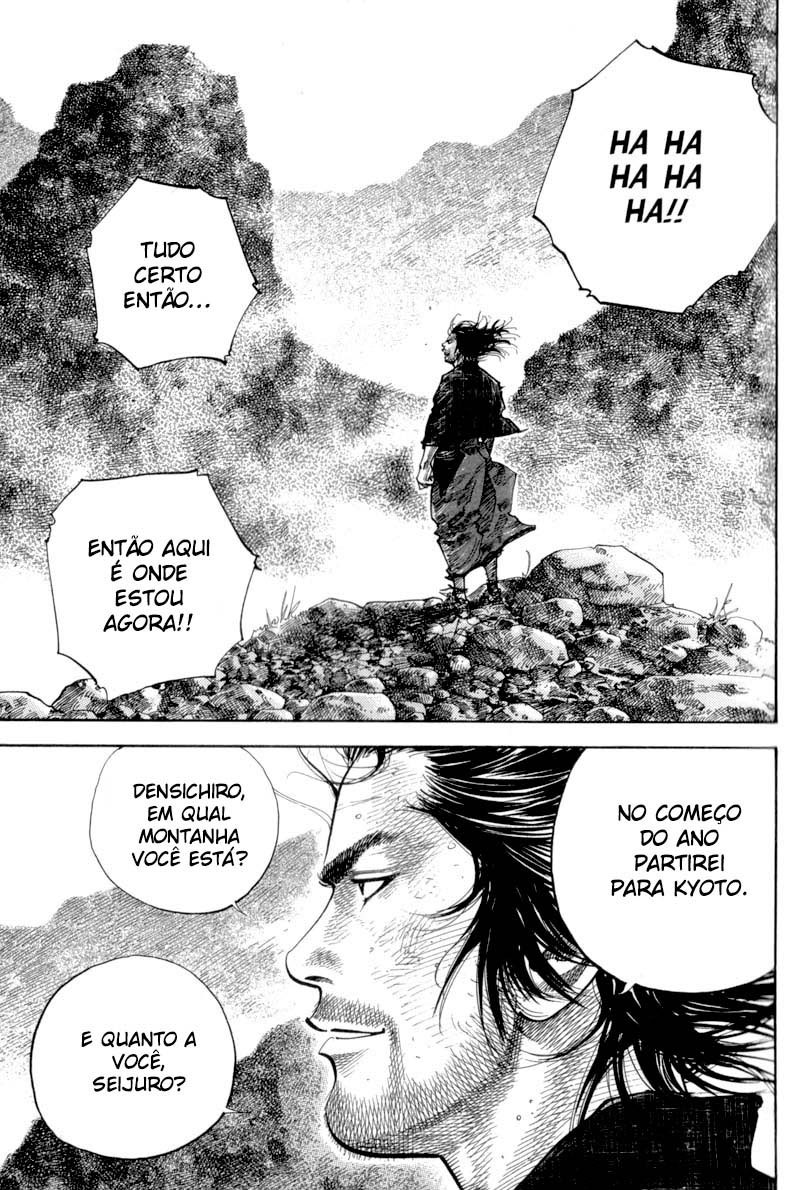 HA HA
HA HA
HA!!
TUDO
CERTO
ENTÃO...
ENTÃO AQUI
É ONDE
ESTOU
AGORA!!
NO COMEÇO
DO ANO
PARTIREI
PARA KYOTO.
DENSICHIRO,
EM QUAL
MONTANHA
VOCÊ ESTÁ?
E QUANTO A
VOCÊ,
SEIJURO?